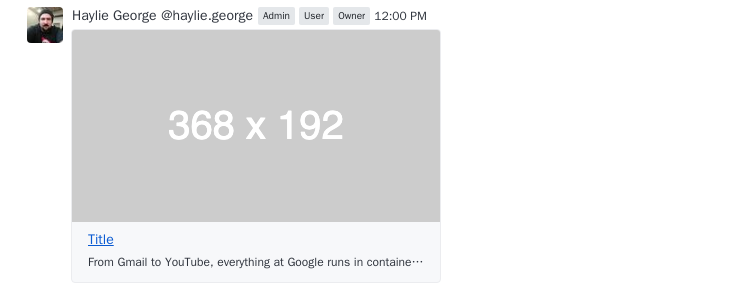 Haylie George @haylie.george Admin User Owner 12:00 PM
368 x 192
Title
From Gmail to YouTube, everything at Google runs in containe···